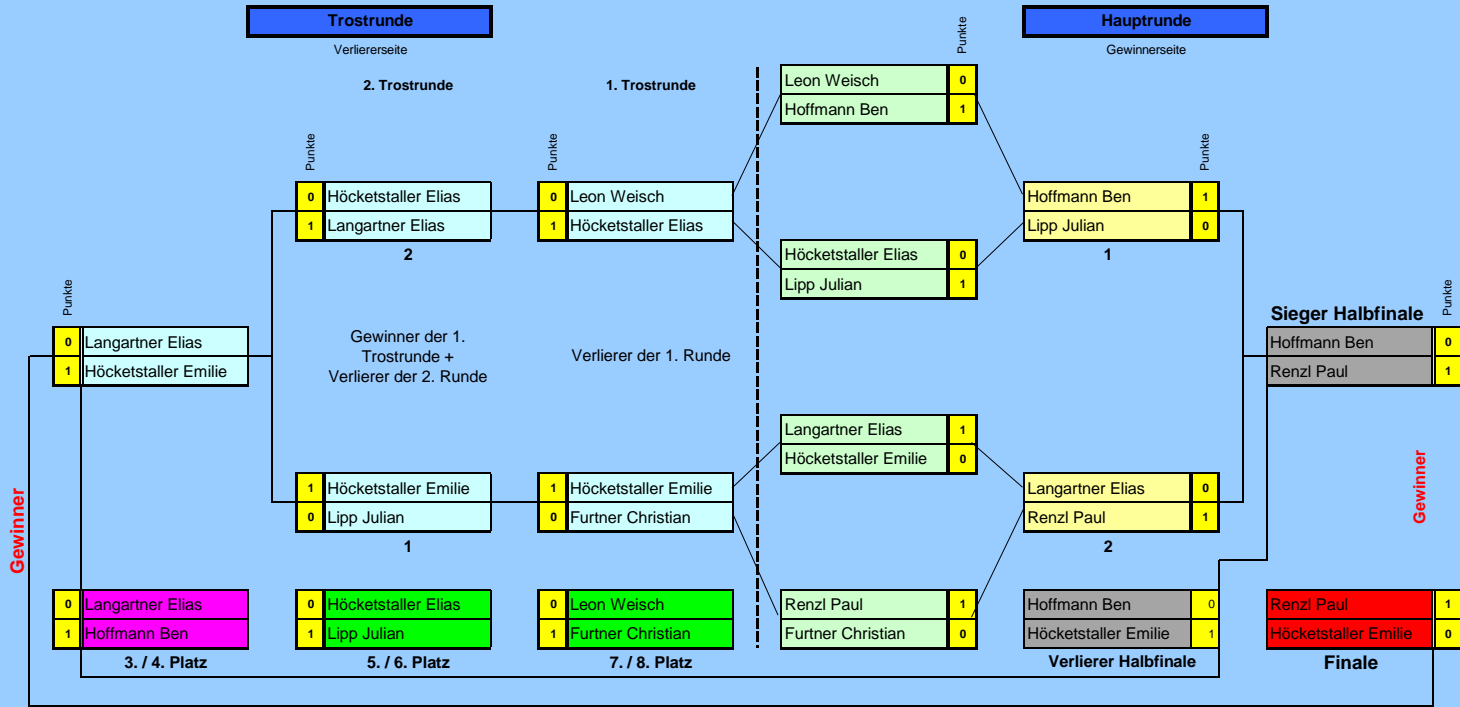 Trostrunde
Hauptrunde
Verliererseite
Punkte
Gewinnerseite
2. Trostrunde
1. Trostrunde
Leon Weisch 0
Hoffmann Ben 1
Punkte
Punkte
Punkte
0 Höcketstaller Elias
1 Langartner Elias
2
0 Leon Weisch
1 Höcketstaller Elias
Hoffmann Ben 1
Lipp Julian 0
1
Höcketstaller Elias 0
Lipp Julian 1
Punkte
0 Langartner Elias
1 Höcketstaller Emilie
Gewinner der 1.
Trostrunde +
Verlierer der 2. Runde
Verlierer der 1. Runde
Sieger Halbfinale
Punkte
Hoffmann Ben 0
Renzl Paul 1
Langartner Elias 1
Höcketstaller Emilie 0
Gewinner
1 Höcketstaller Emilie
0 Lipp Julian
1
1 Höcketstaller Emilie
0 Furtner Christian
Langartner Elias 0
Renzl Paul 1
2
Gewinner
0 Langartner Elias
1 Hoffmann Ben
3. / 4. Platz
0 Höcketstaller Elias
1 Lipp Julian
5. / 6. Platz
0 Leon Weisch
1 Furtner Christian
7. / 8. Platz
Renzl Paul 1
Furtner Christian 0
Hoffmann Ben 0
Höcketstaller Emilie 1
Verlierer Halbfinale
Renzl Paul 1
Höcketstaller Emilie 0
Finale